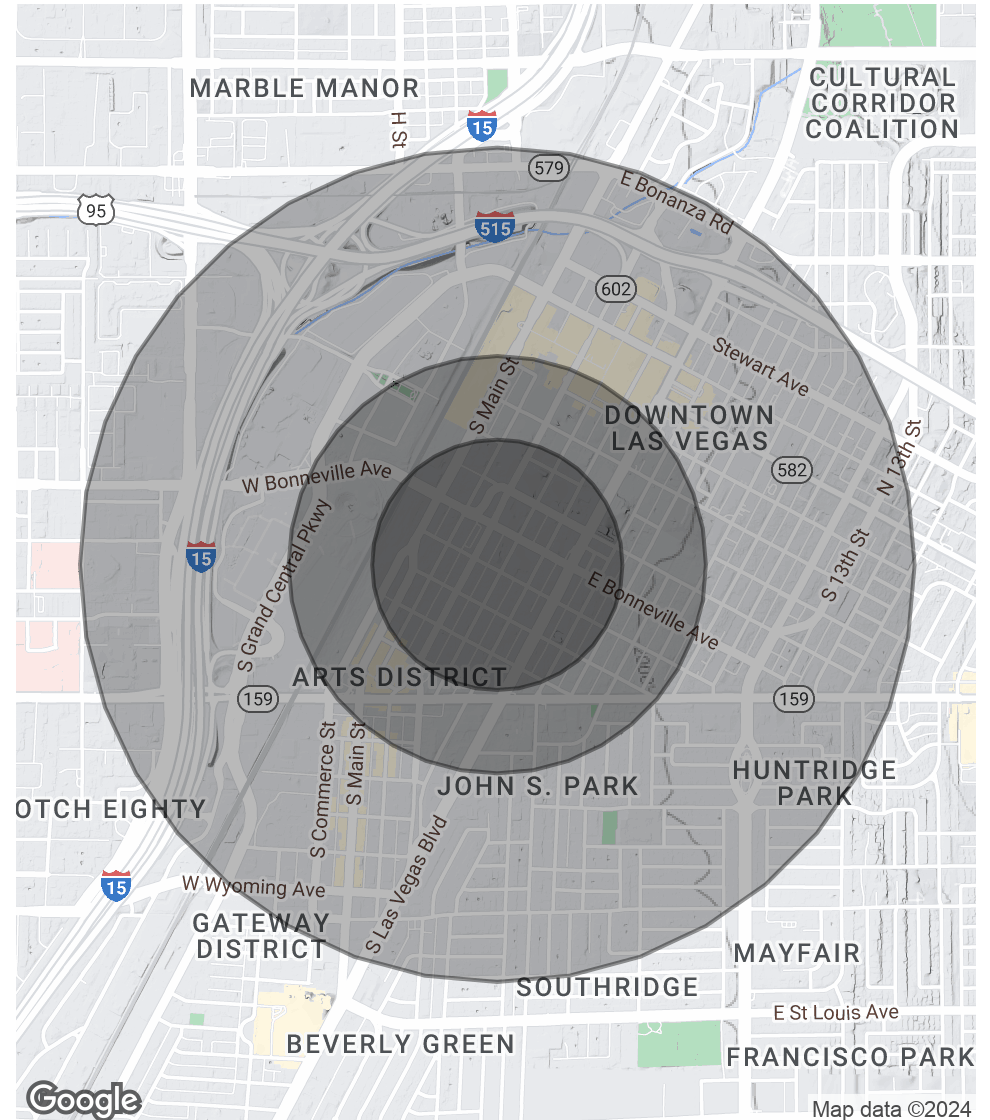 MARBLE MANOR
CULTURAL
CORRIDOR
COALITION
H St
15
579
E Bonanza Rd
95
515
602
S Main St
Stewart Ave
DOWNTOWN
LAS VEGAS
N 13th St
582
W Bonneville Ave
S Grand Central Pkwy
15
S 13th St
E Bonneville Ave
ARTS DISTRICT
159
159
S Commerce St
S Main St
JOHN S. PARK
HUNTRIDGE
PARK
OTCH EIGHTY
S Las Vegas Blvd
15
W Wyoming Ave
GATEWAY
DISTRICT
MAYFAIR
SOUTHRIDGE
E St Louis Ave
BEVERLY GREEN
FRANCISCO PARK
Google
Map data ©2024